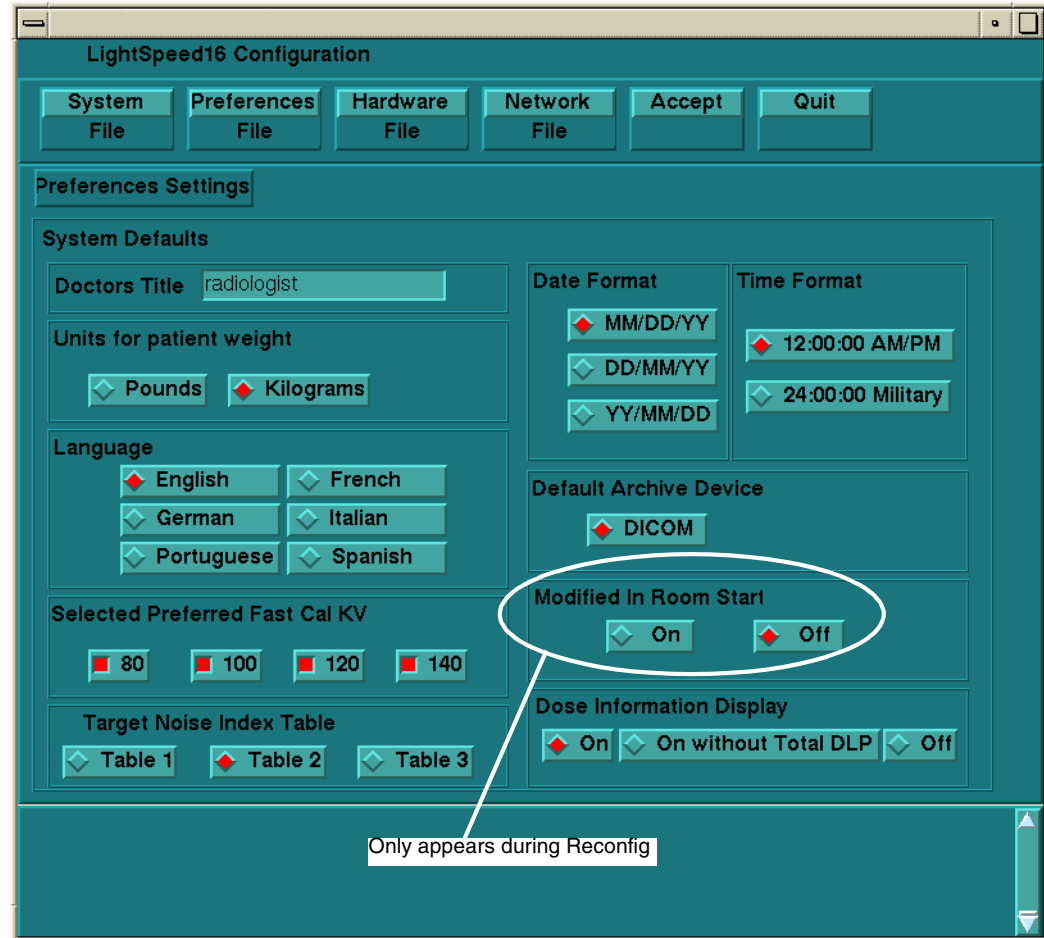 LightSpeed16 Configuration
System Preferences Hardware Network Accept Quit
File File File File
Preferences Settings
System Defaults
Doctors Title radiologist
Units for patient weight
Pounds Kilograms
Language
English French
German Italian
Portuguese Spanish
Selected Preferred Fast Cal KV
80 100 120 140
Target Noise Index Table
Table 1 Table 2 Table 3
Date Format
MM/DD/YY
DD/MM/YY
YY/MM/DD
Time Format
12:00:00 AM/PM
24:00:00 Military
Default Archive Device
DICOM
Modified In Room Start
On Off
Dose Information Display
On On without Total DLP Off
Only appears during Reconfig